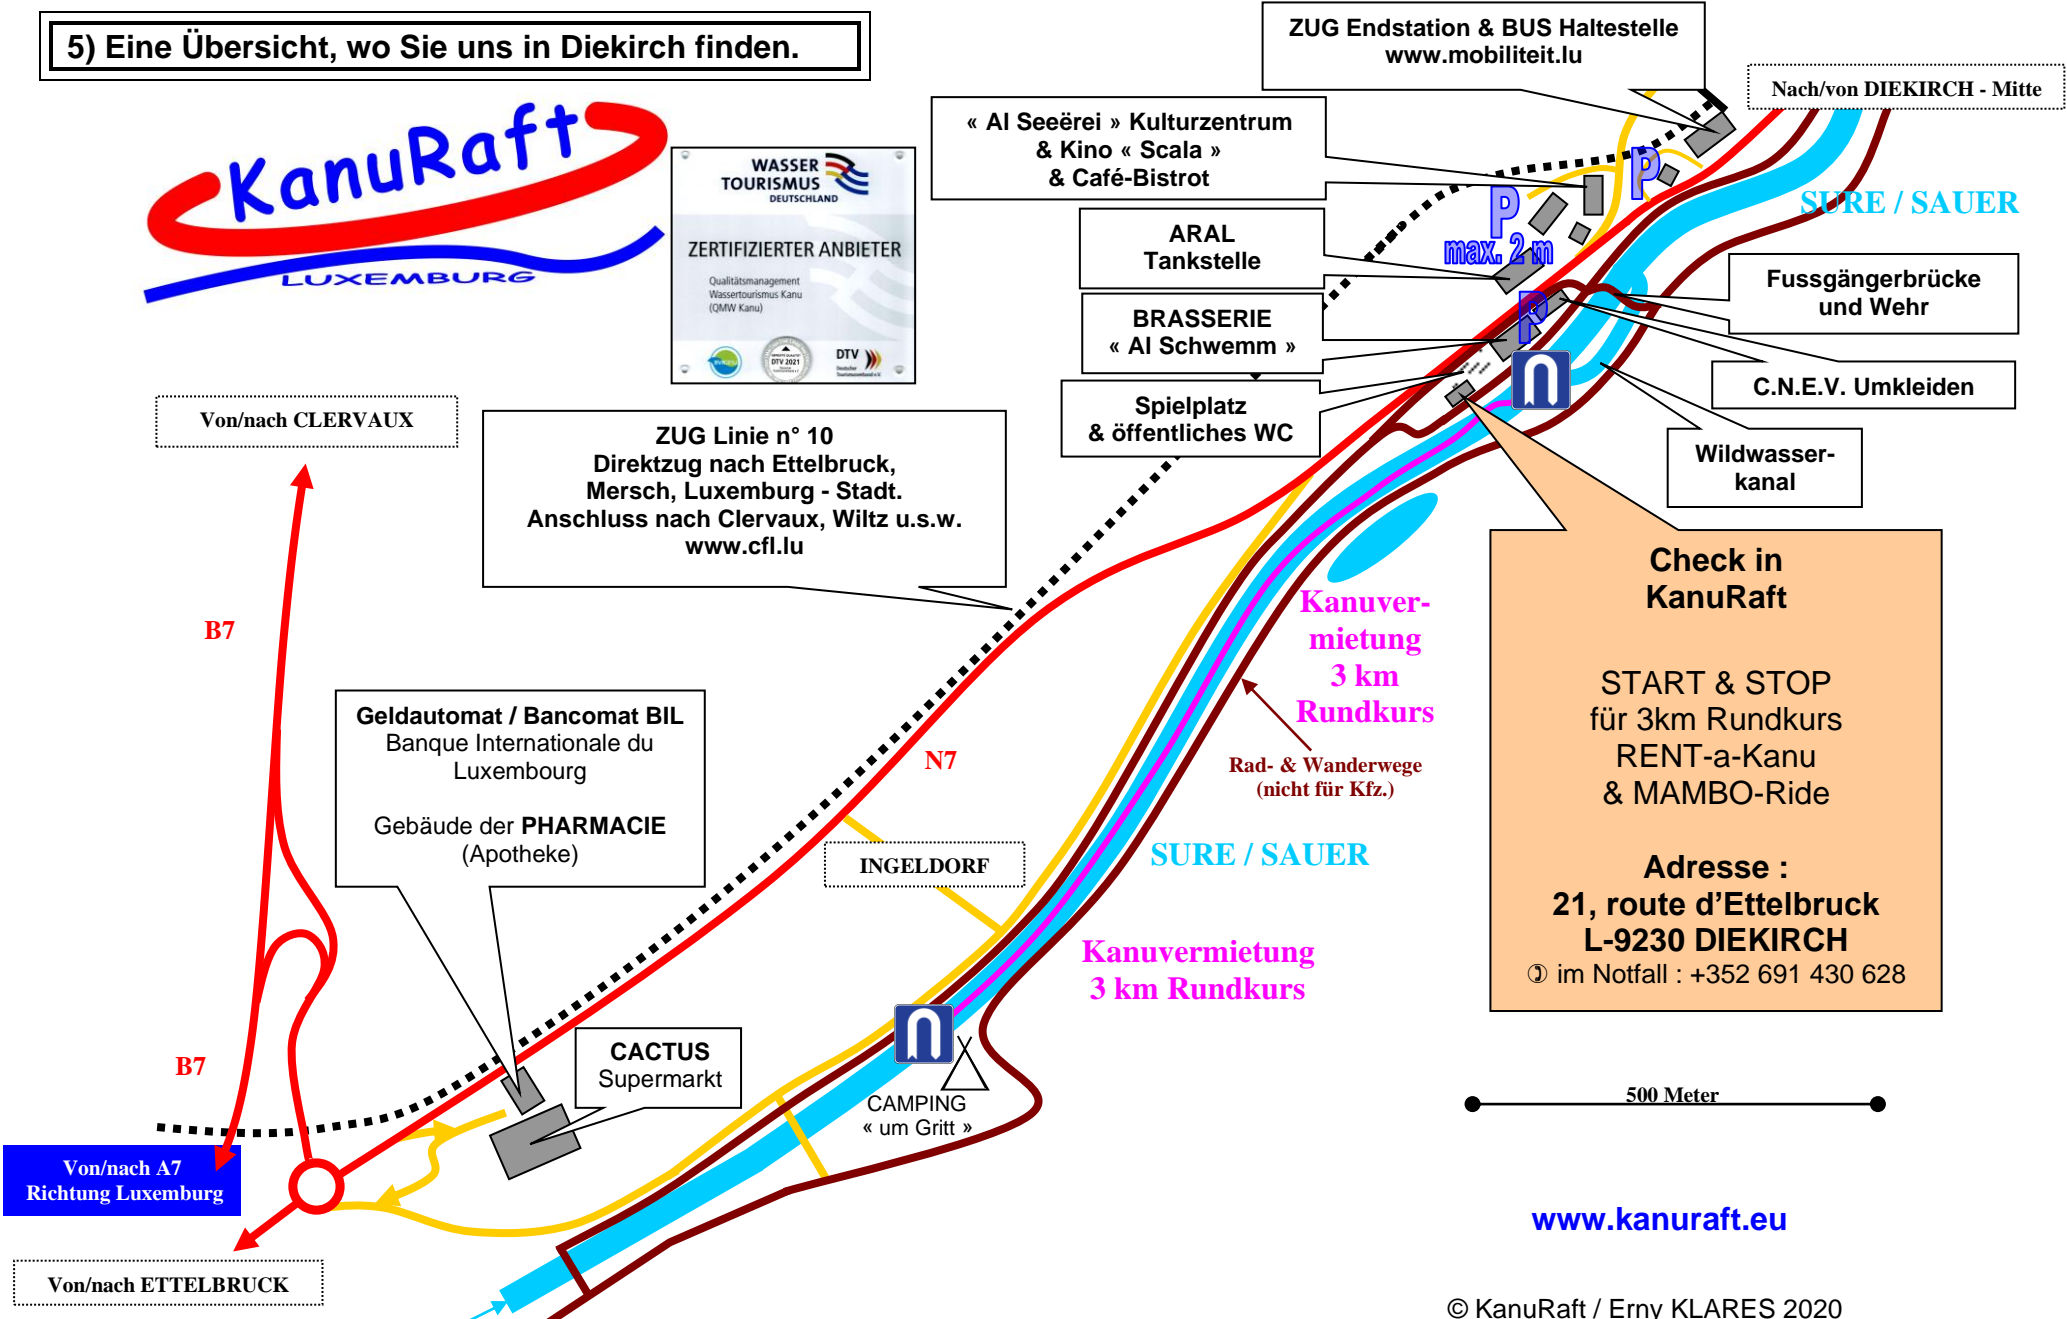 5) Eine Übersicht, wo Sie uns in Diekirch finden.
KanuRaft
LUXEMBURG
WASSER
TOURISMUS
DEUTSCHLAND
ZERTIFIZIERTER ANBIETER
Qualitätsmanagement
Wassertourismus Kanu
(QMW Kanu)
DTV 2021
DTV
Deutscher
Tourismusverband e.V.
ZUG Endstation & BUS Haltestelle
www.mobiliteit.lu
Nach/von DIEKIRCH - Mitte
« Al Seeërei » Kulturzentrum
& Kino « Scala »
& Café-Bistrot
P
P
max. 2 m
SURE / SAUER
ARAL
Tankstelle
Fussgängerbrücke
und Wehr
BRASSERIE
« Al Schwemm »
P
C.N.E.V. Umkleiden
Spielplatz
& öffentliches WC
Wildwasser-
kanal
Von/nach CLERVAUX
ZUG Linie n° 10
Direktzug nach Ettelbruck,
Mersch, Luxemburg - Stadt.
Anschluss nach Clervaux, Wiltz u.s.w.
www.cfl.lu
Check in
KanuRaft
START & STOP
für 3km Rundkurs
RENT-a-Kanu
& MAMBO-Ride
Adresse :
21, route d’Ettelbruck
L-9230 DIEKIRCH
✆ im Notfall : +352 691 430 628
Kanuver-
mietung
3 km
Rundkurs
B7
Geldautomat / Bancomat BIL
Banque Internationale du
Luxembourg
Gebäude der PHARMACIE
(Apotheke)
N7
Rad- & Wanderwege
(nicht für Kfz.)
INGELDORF
SURE / SAUER
Kanuvermietung
3 km Rundkurs
B7
CACTUS
Supermarkt
CAMPING
« um Gritt »
500 Meter
Von/nach A7
Richtung Luxemburg
www.kanuraft.eu
Von/nach ETTELBRUCK
© KanuRaft / Erny KLARES 2020